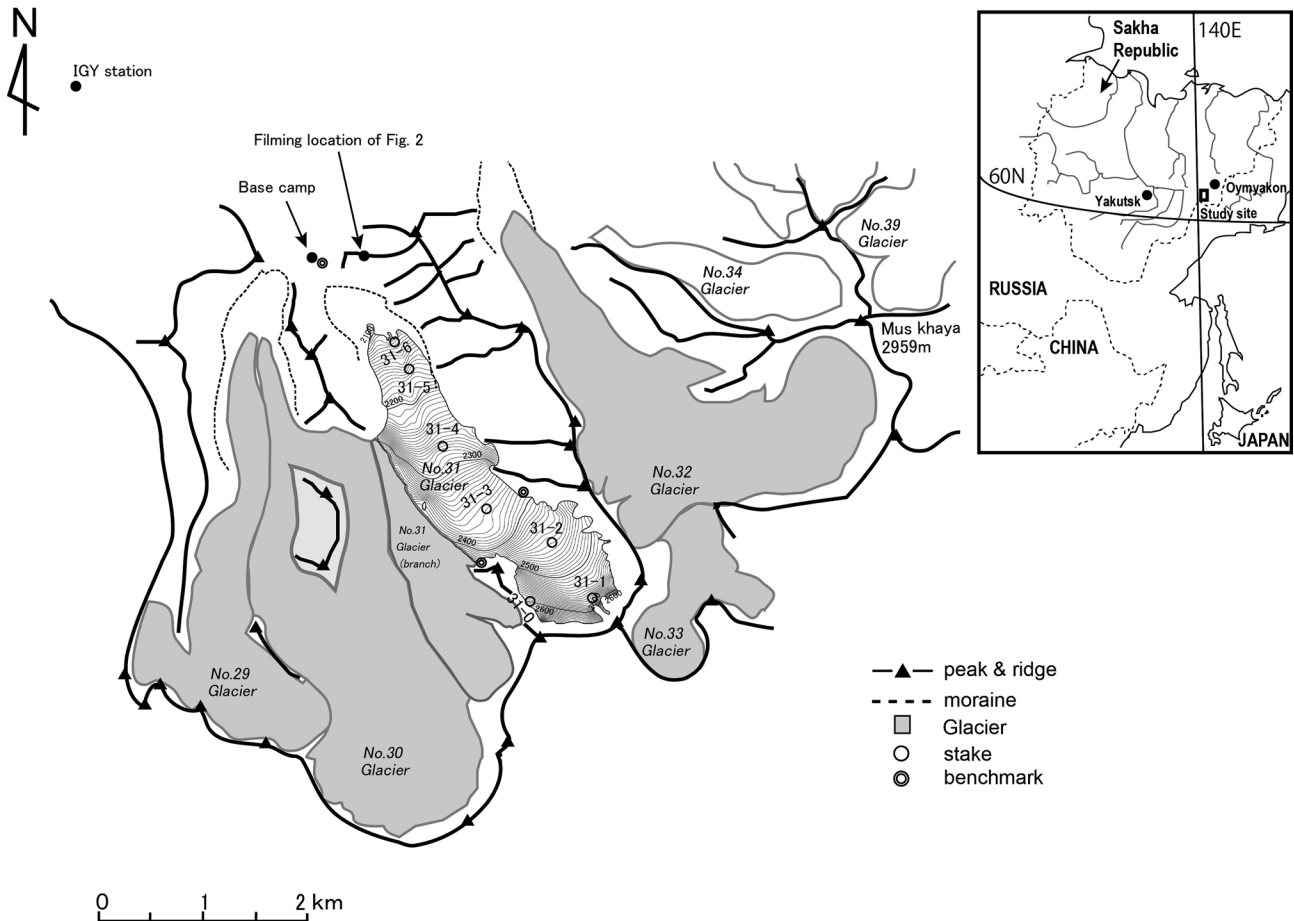 N
IGY station
Filming location of Fig. 2
Base camp
No.39
Glacier
No.34
Glacier
Mus khaya
2959m
2100
31-6
31-5
2200
31-4
2300
No.31
Glacier
31-3
No.32
Glacier
31-2
2400
No.31
Glacier
(branch)
2500
31-1
2600
2600
31-0
No.33
Glacier
No.29
Glacier
No.30
Glacier
peak & ridge
moraine
Glacier
stake
benchmark
0 1 2 km
Sakha
Republic
140E
60N
Yakutsk
Oymyakon
Study site
RUSSIA
CHINA
JAPAN